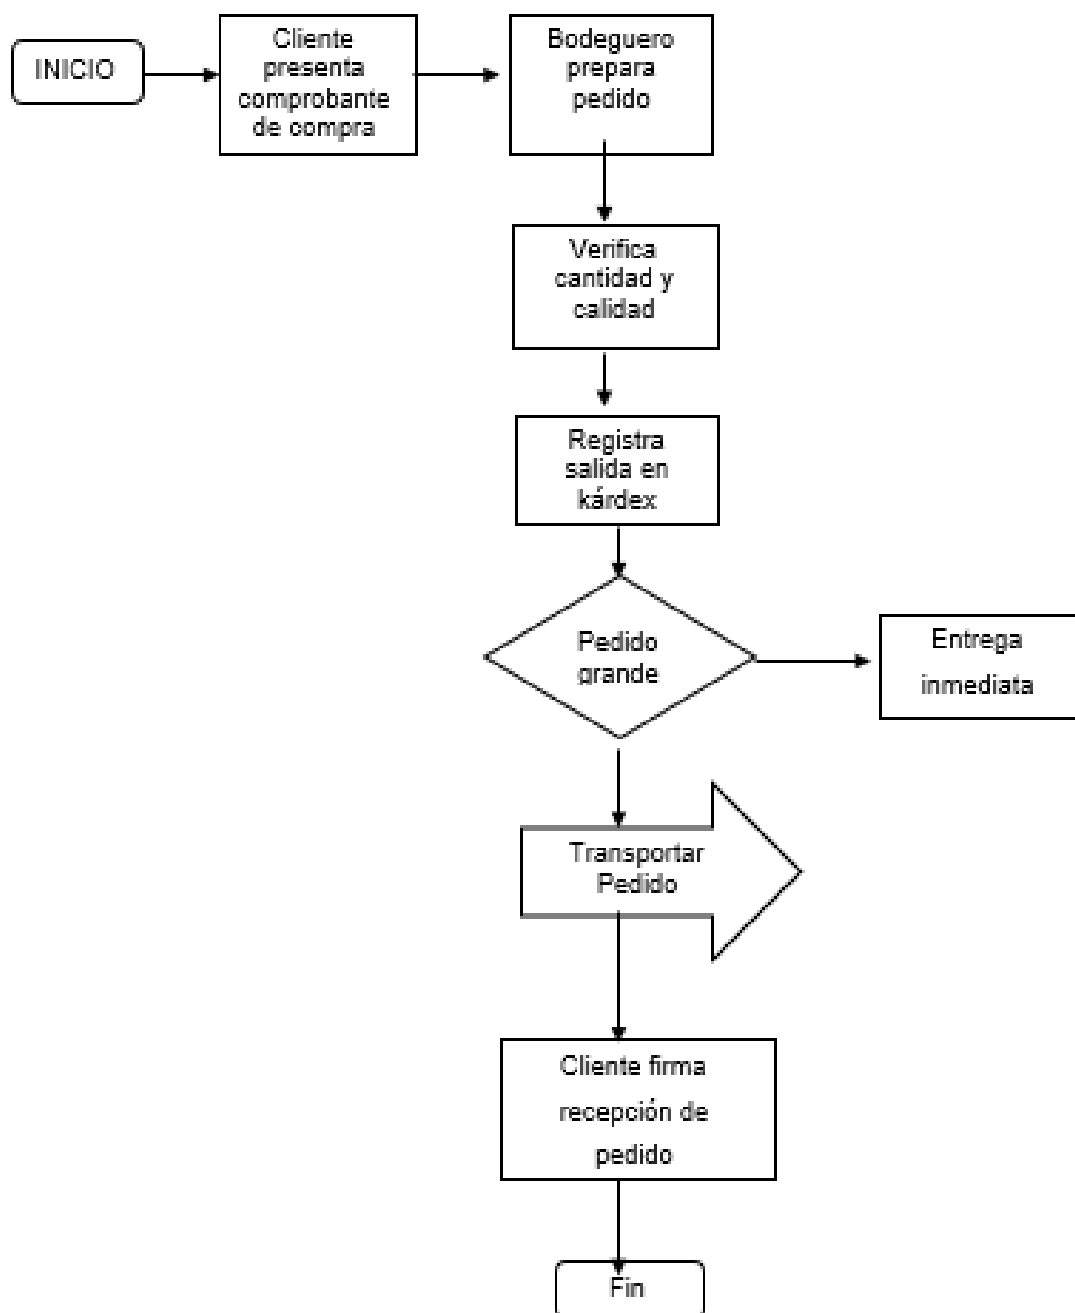 INICIO
Cliente
presenta
comprobante
de compra
Bodeguero
prepara
pedido
Verifica
cantidad y
calidad
Registra
salida en
kárdex
Pedido
grande
Entrega
inmediata
Transportar
Pedido
Cliente firma
recepción de
pedido
Fin